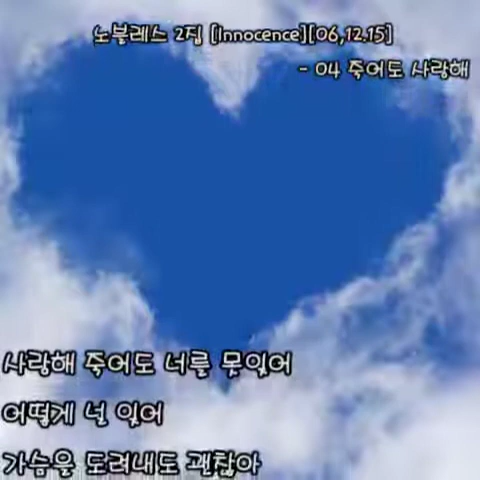 노블레스 2집 [Innocence][06,12.15]
- 04 죽어도 사랑해
사랑해 죽어도 너를 못잊어
어떻게 널 잊어
가슴을 도려내도 괜찮아